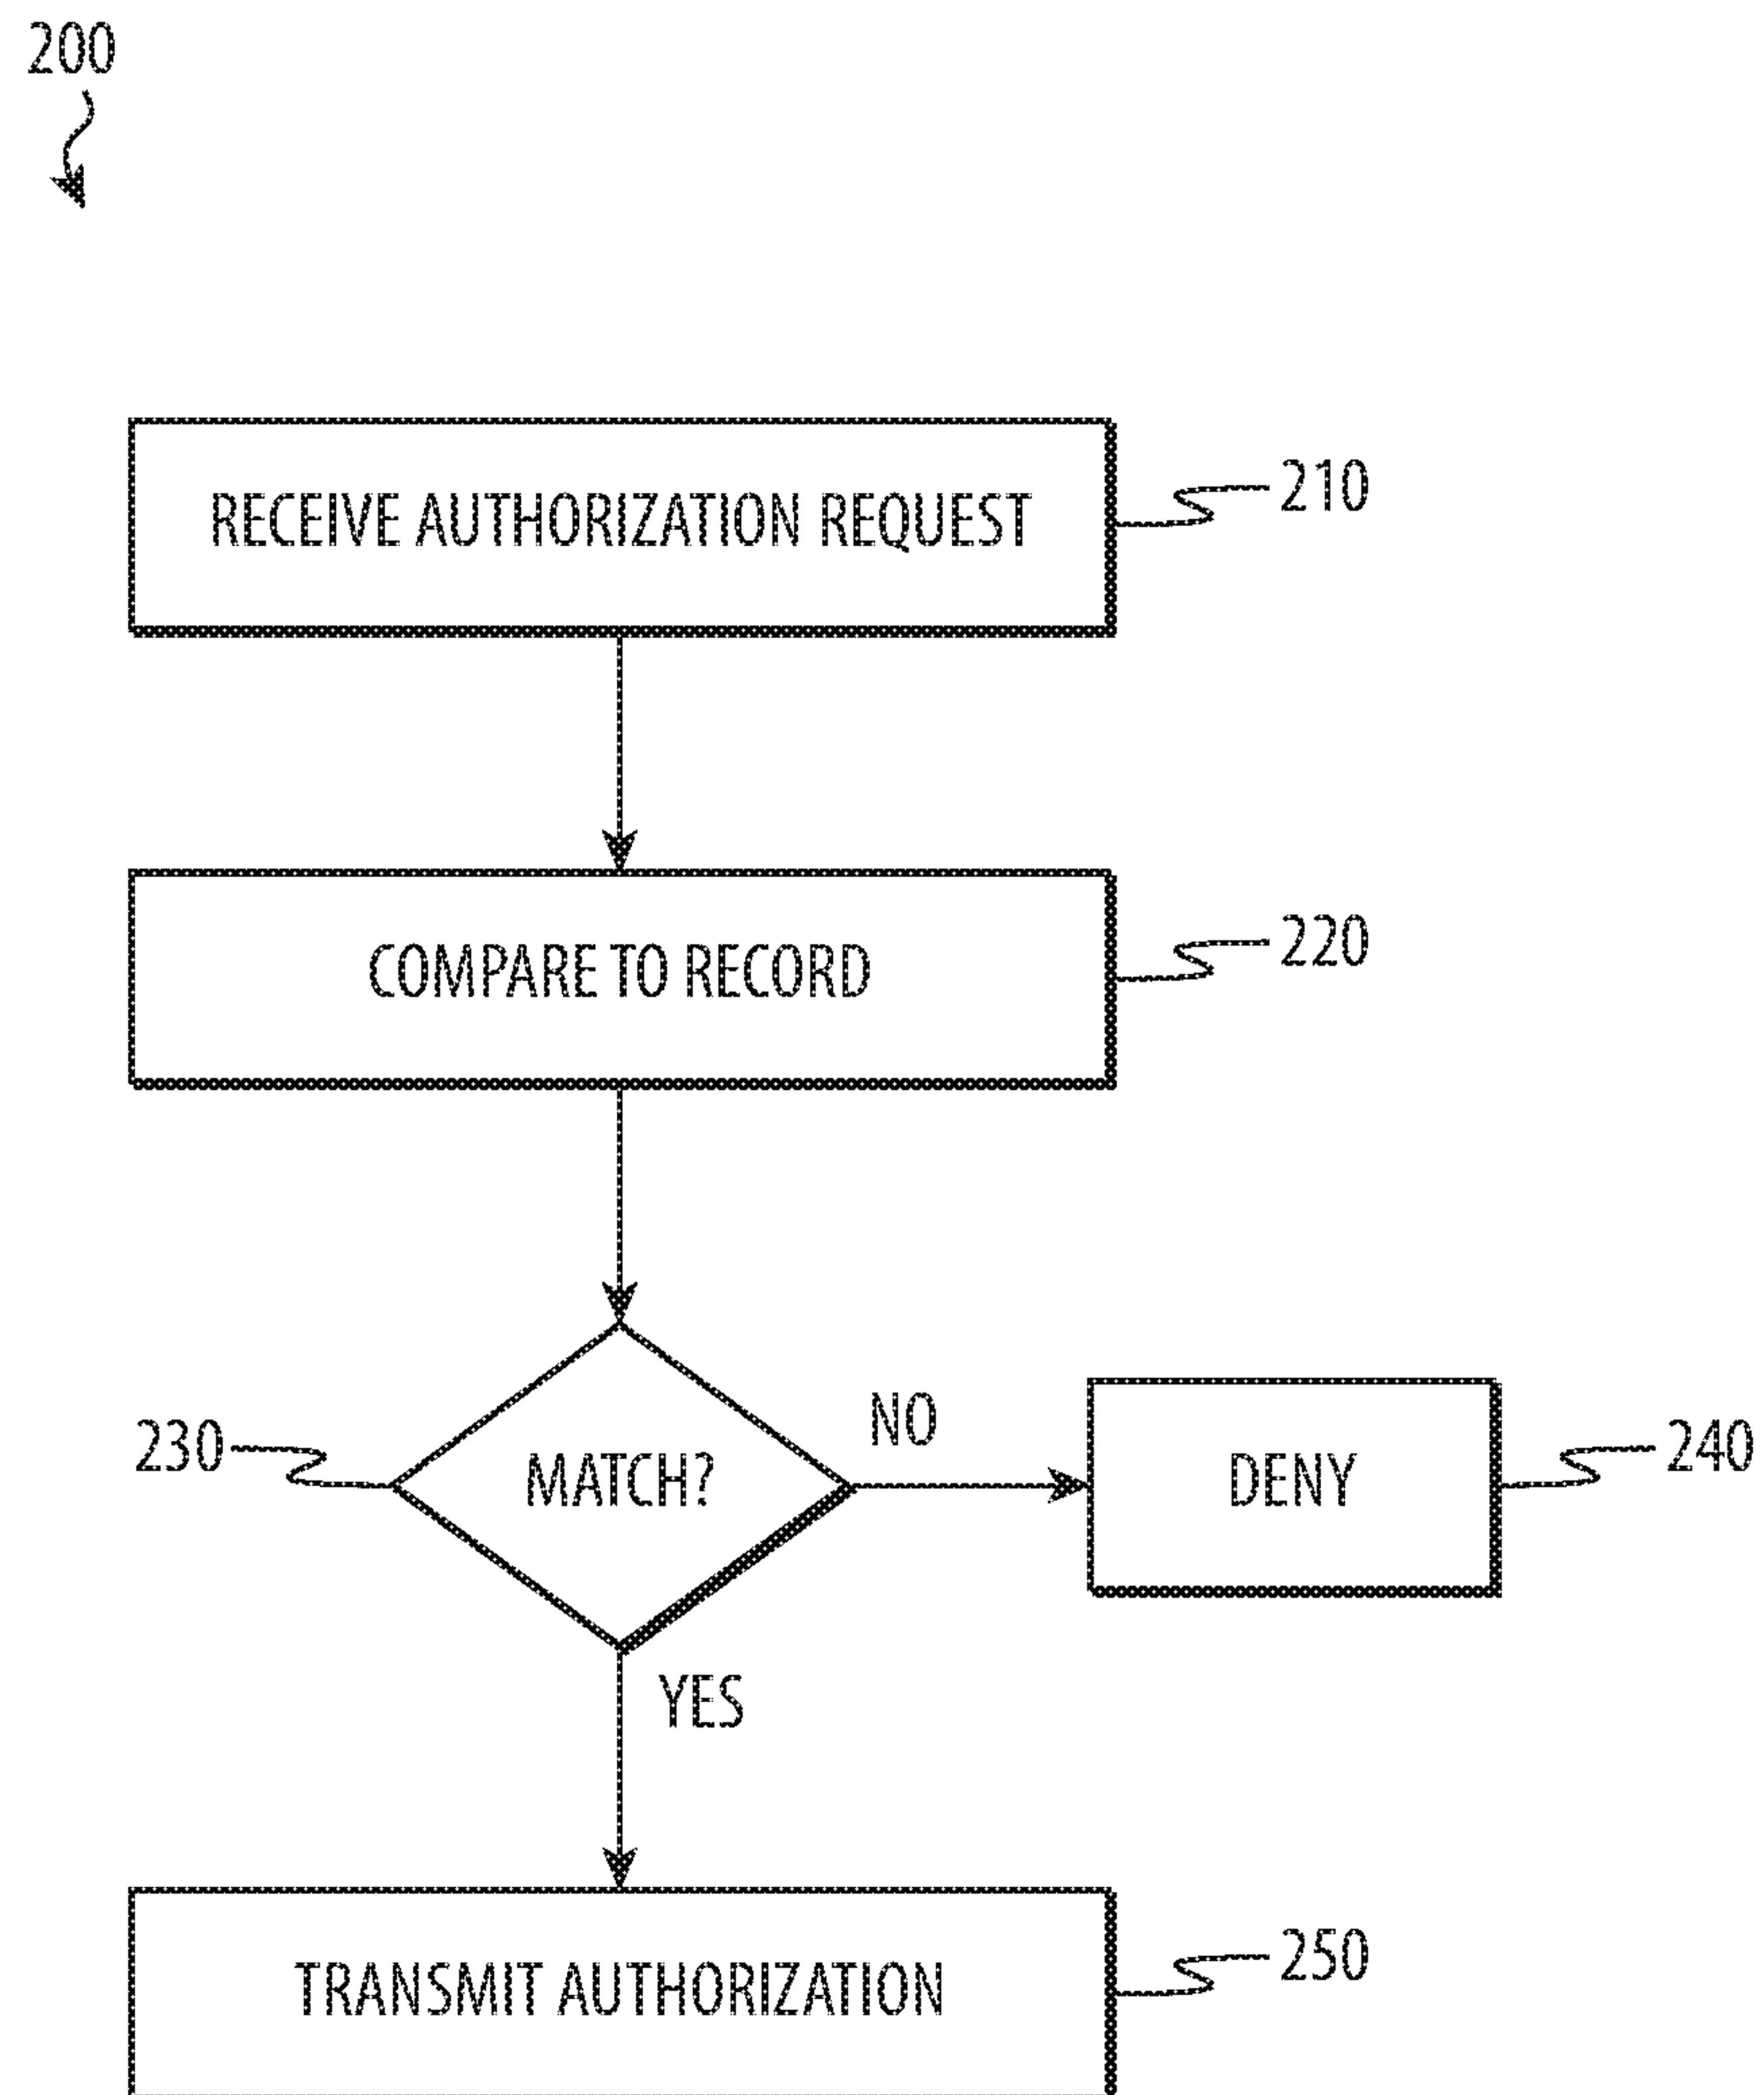 200
RECEIVE AUTHORIZATION REQUEST
210
COMPARE TO RECORD
220
230
MATCH?
NO
DENY
240
YES
TRANSMIT AUTHORIZATION
250